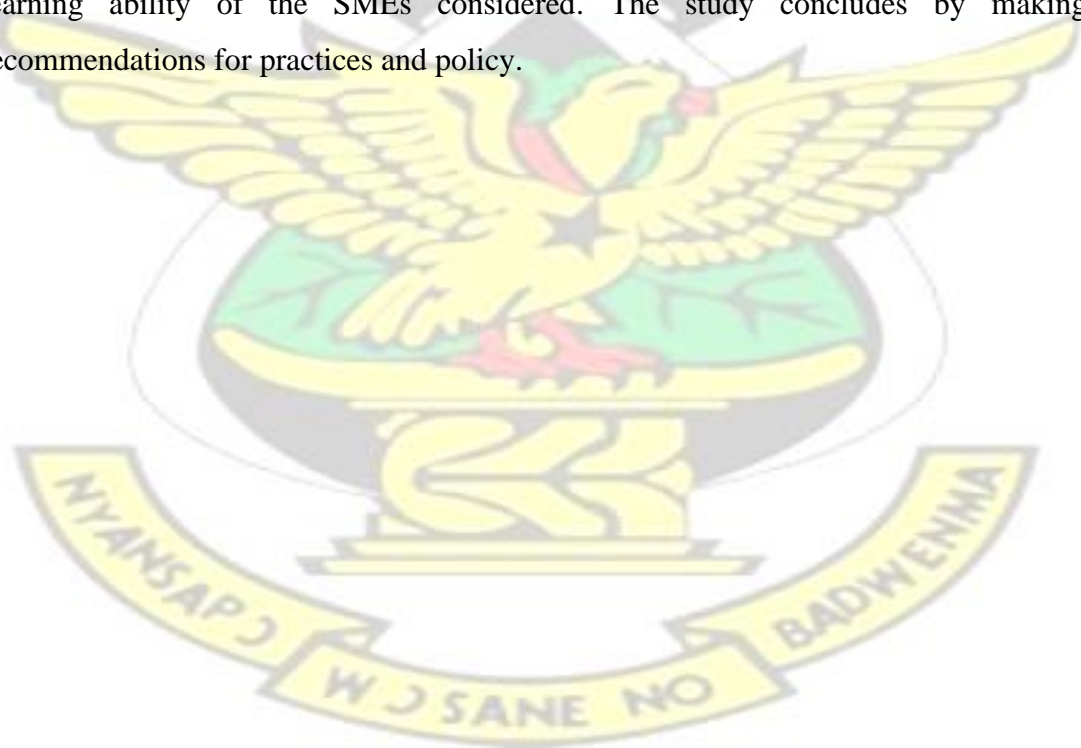 earning ability of the SMEs considered. The study concludes by making
ecommendations for practices and policy.
NYANSAPƆ
WƆ SANE NO
BADWENMA